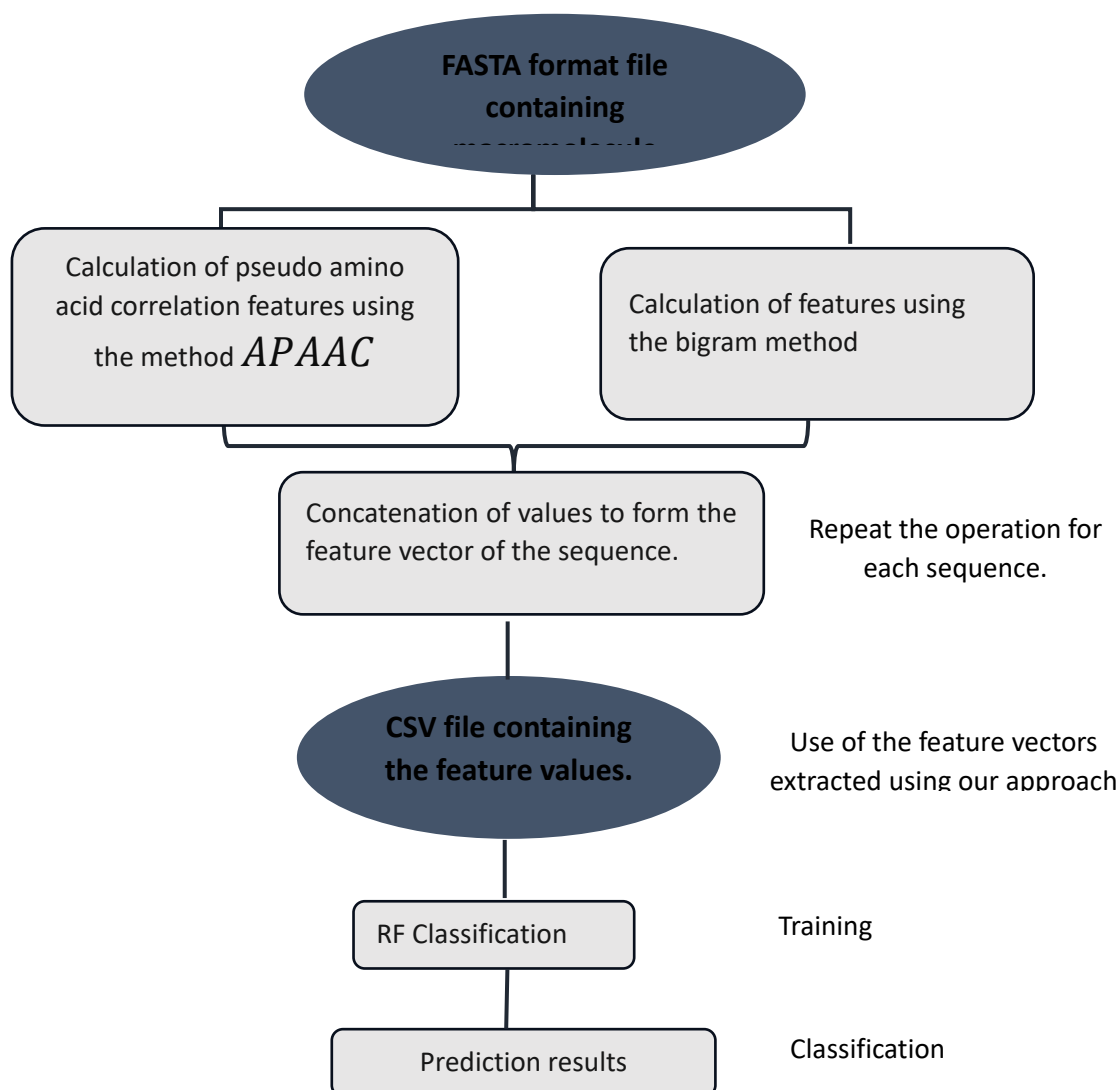 FASTA format file
containing
Calculation of pseudo amino
acid correlation features using
the method APAAC
Calculation of features using
the bigram method
Concatenation of values to form the
feature vector of the sequence.
Repeat the operation for
each sequence.
CSV file containing
the feature values.
Use of the feature vectors
extracted using our approach
RF Classification
Training
Prediction results
Classification